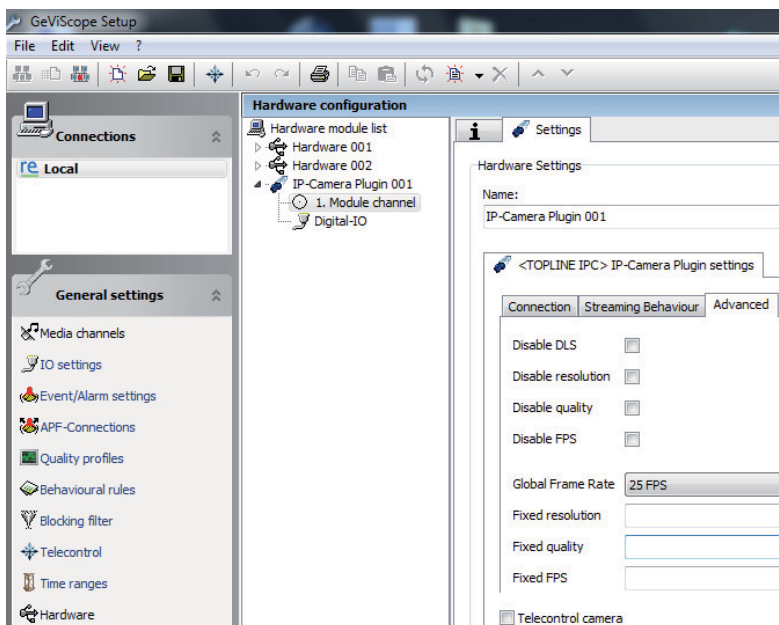 GeViScope Setup
File Edit View ?
Connections
Local
General settings
Media channels
IO settings
Event/Alarm settings
APF-Connections
Quality profiles
Behavioural rules
Blocking filter
Telecontrol
Time ranges
Hardware
Hardware configuration
Hardware module list
Hardware 001
Hardware 002
IP-Camera Plugin 001
1. Module channel
Digital-IO
i Settings
Hardware Settings
Name:
IP-Camera Plugin 001
<TOPLINE IPC> IP-Camera Plugin settings
Connection Streaming Behaviour Advanced
Disable DLS
Disable resolution
Disable quality
Disable FPS
Global Frame Rate 25 FPS
Fixed resolution
Fixed quality
Fixed FPS
Telecontrol camera